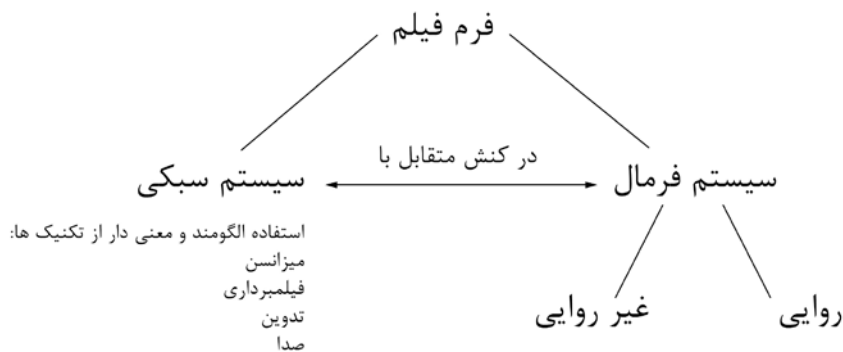 فرم فیلم
در کنش متقابل با
سیستم فرمال
سیستم سبکی
استفاده الگومند و معنی دار از تکنیک ها:
میزانسن
فیلمبرداری
تدوین
صدا
روایی
غیر روایی